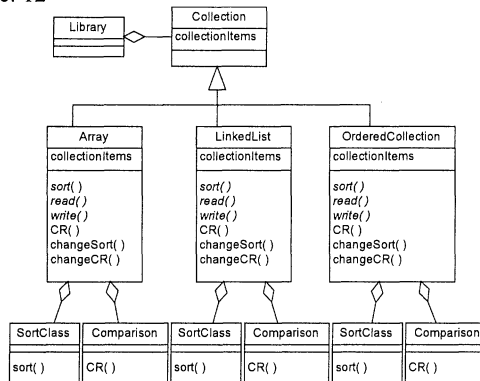 Collection
Library
collectionItems
Array
LinkedList
OrderedCollection
collectionItems
collectionItems
collectionItems
sort( )
sort( )
sort( )
read( )
read( )
read( )
write( )
write( )
write( )
CR( )
CR( )
CR( )
changeSort( )
changeSort( )
changeSort( )
changeCR( )
changeCR( )
changeCR( )
SortClass
Comparison
SortClass
Comparison
SortClass
Comparison
sort( )
CR( )
sort( )
CR( )
sort( )
CR( )